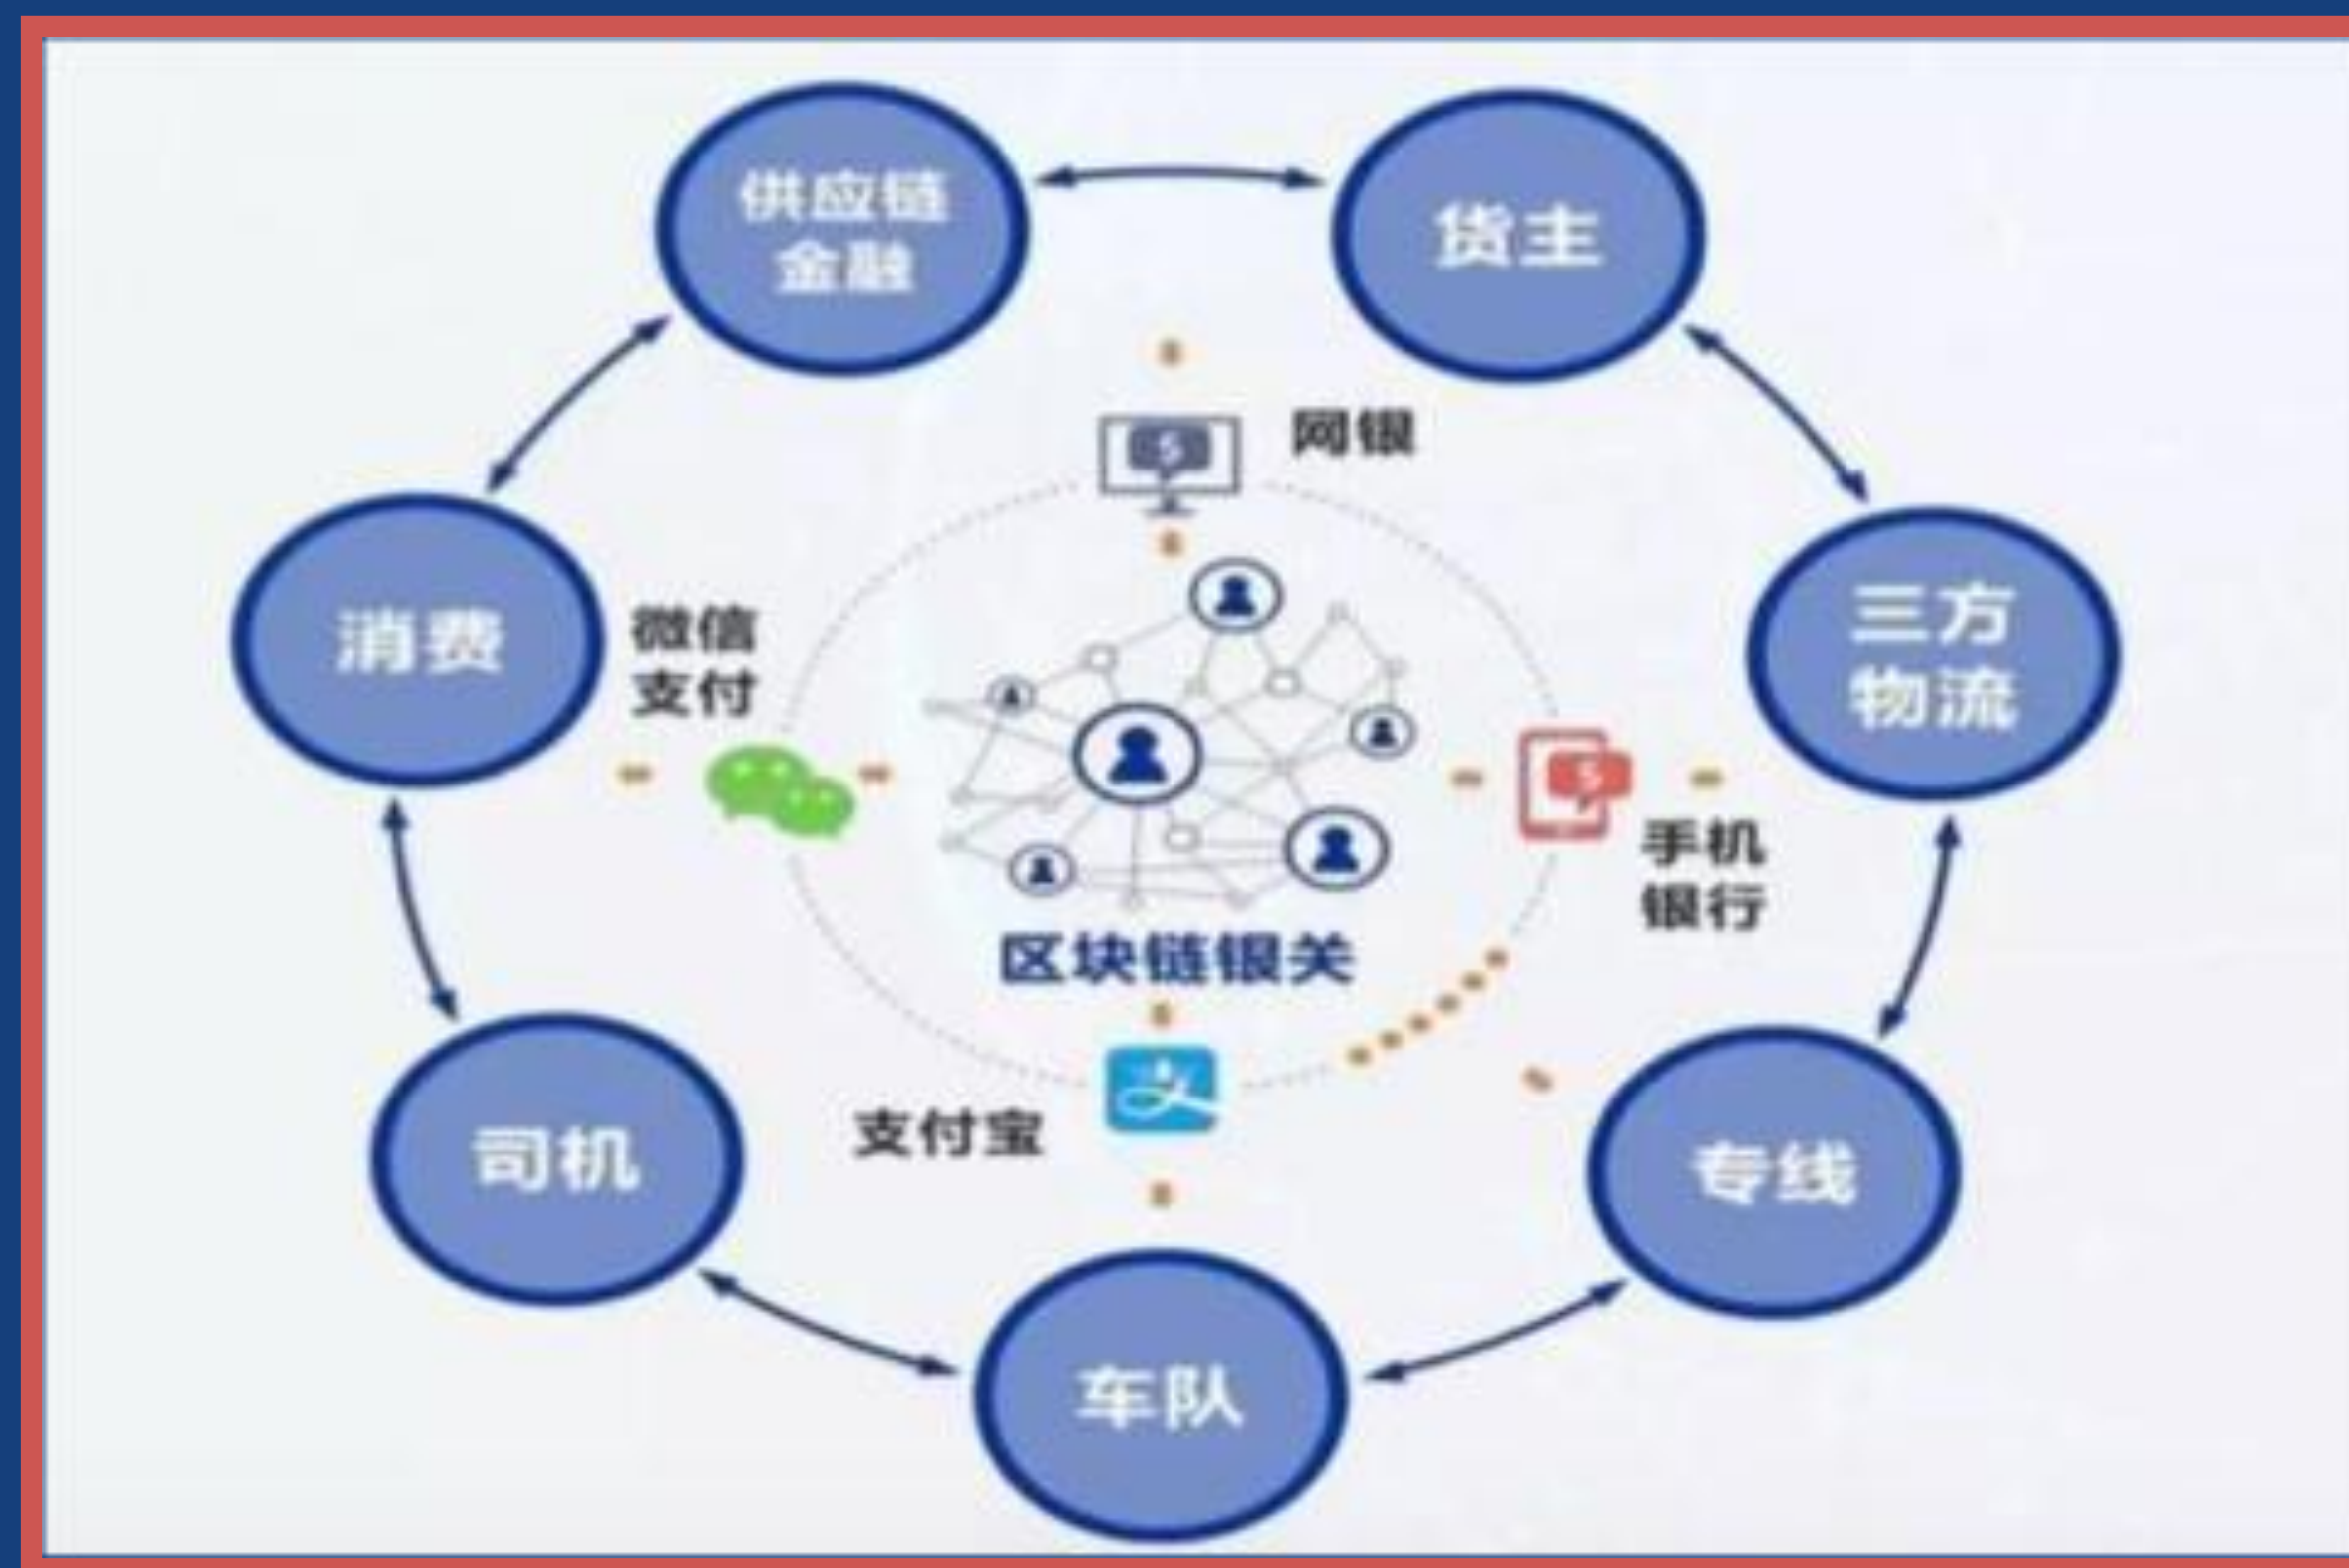 供应链
金融
货主
网银
消费
微信
支付
三方
物流
手机
银行
区块链银关
支付宝
司机
专线
车队